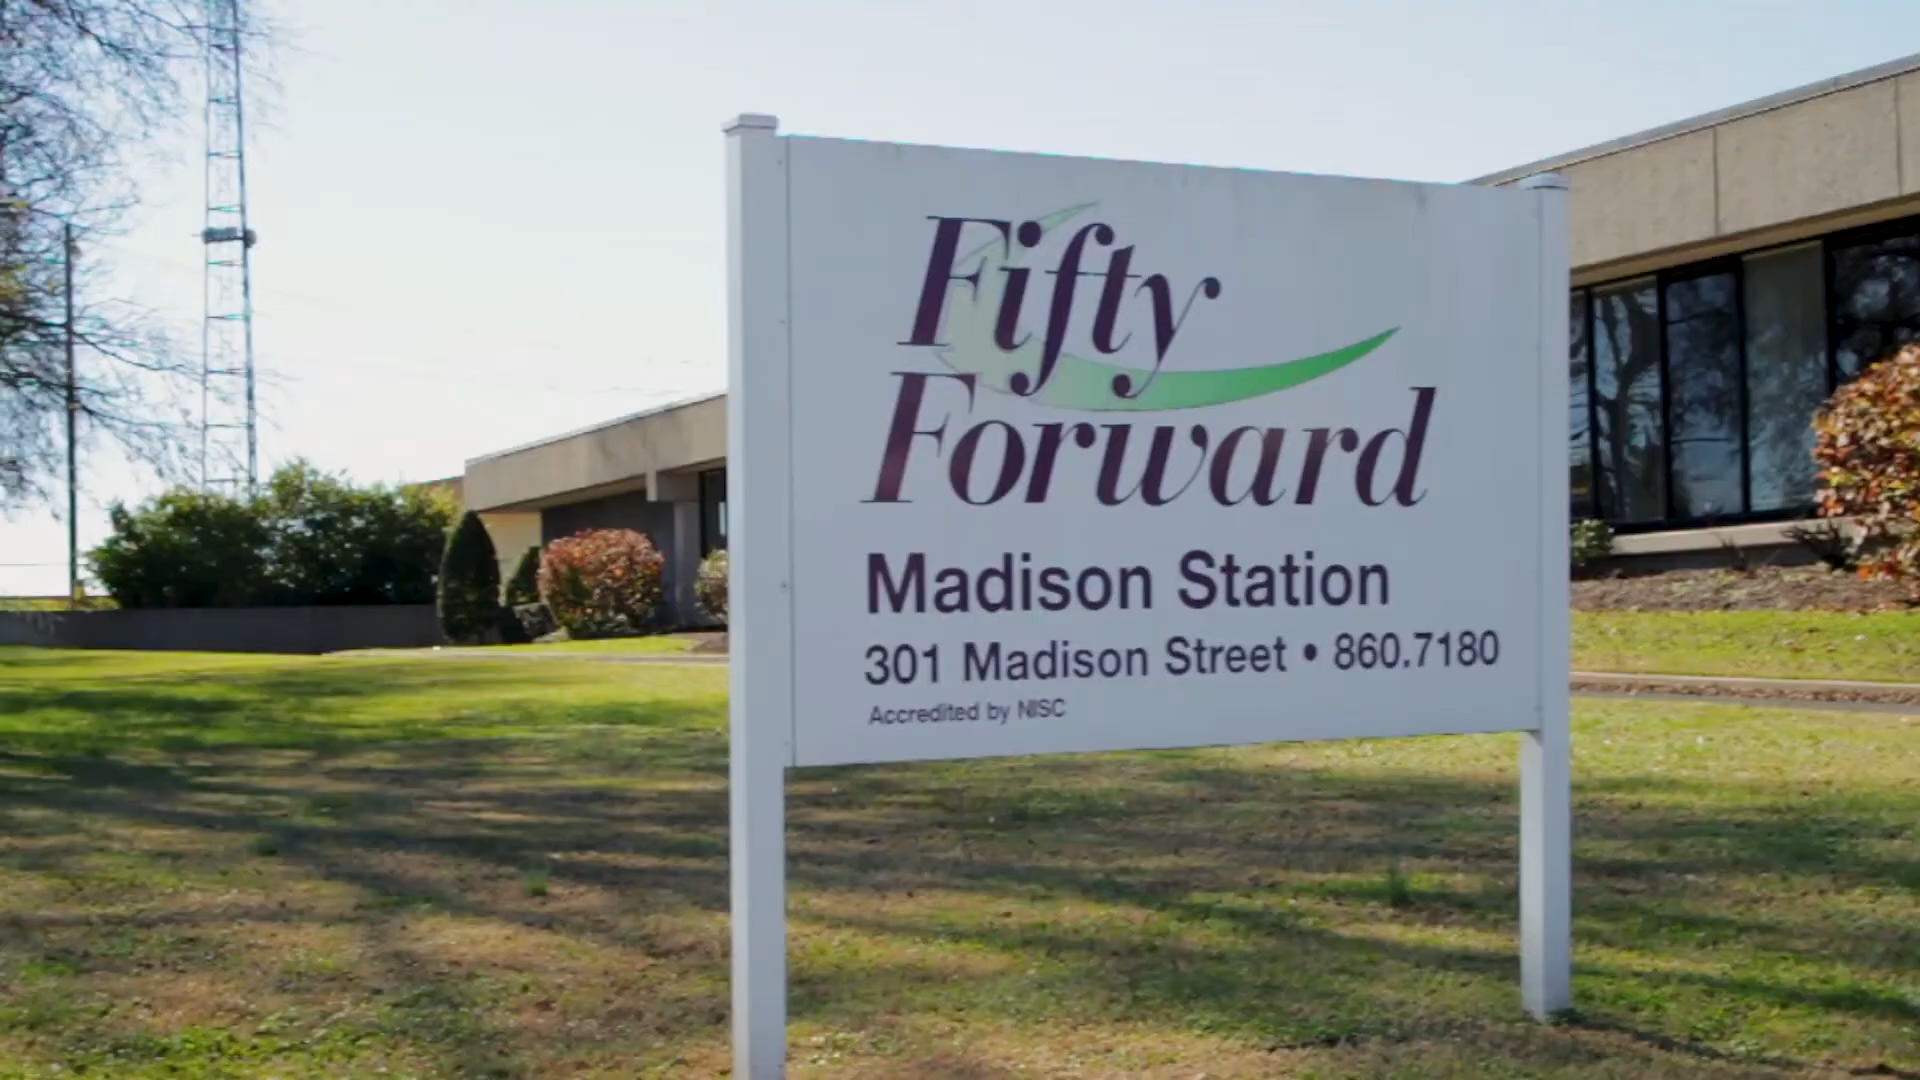 Fifty
Forward
Madison Station
301 Madison Street • 860.7180
Accredited by NISC